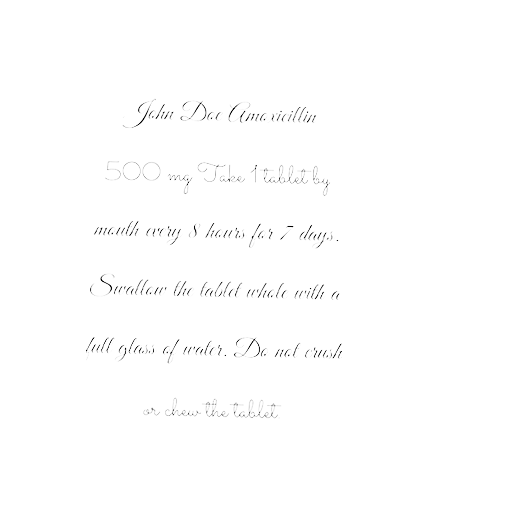 John Doe Amoxicillin
500 mg Take 1 tablet by
mouth every 8 hours for 7 days.
Swallow the tablet whole with a
full glass of water. Do not crush
or chew the tablet